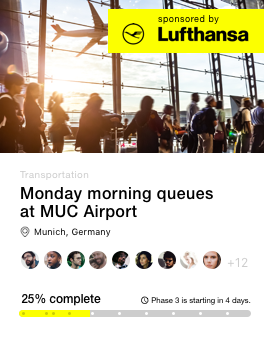 sponsored by
Lufthansa
Transportation
Monday morning queues
at MUC Airport
Munich, Germany
+12
25% complete
Phase 3 is starting in 4 days.